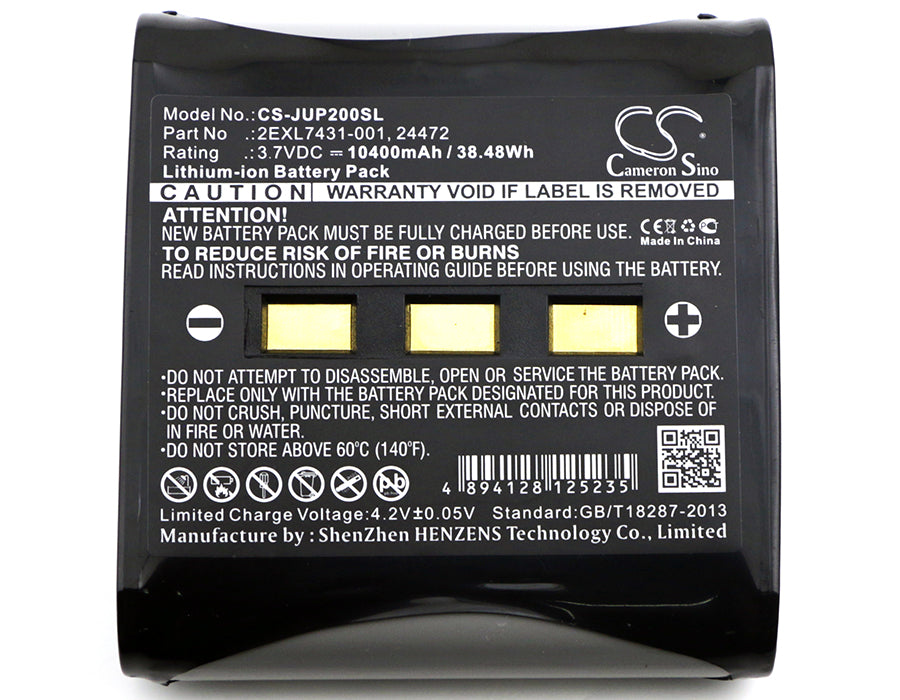 Model No.:CS-JUP200SL
Part No .:2EXL7431-001, 24472
Rating .:3.7VDC ⎓ 10400mAh / 38.48Wh
Lithium-ion Battery Pack
CS
Cameron Sino
CAUTION WARRANTY VOID IF LABEL IS REMOVED
ATTENTION!
NEW BATTERY PACK MUST BE FULLY CHARGED BEFORE USE.
CE
Made In China
TO REDUCE RISK OF FIRE OR BURNS
READ INSTRUCTIONS IN OPERATING GUIDE BEFORE USING THE BATTERY.
•DO NOT ATTEMPT TO DISASSEMBLE, OPEN OR SERVICE THE BATTERY PACK.
•REPLACE ONLY WITH THE BATTERY PACK DESIGNATED FOR THIS PRODUCT.
•DO NOT CRUSH, PUNCTURE, SHORT EXTERNAL CONTACTS OR DISPOSE OF
IN FIRE OR WATER.
•DO NOT STORE ABOVE 60°C (140°F).
Pb
4 894128 125235
Limited Charge Voltage:4.2V±0.05V Standard:GB/T18287-2013
Manufacture by : ShenZhen HENZENS Technology Co., Limited